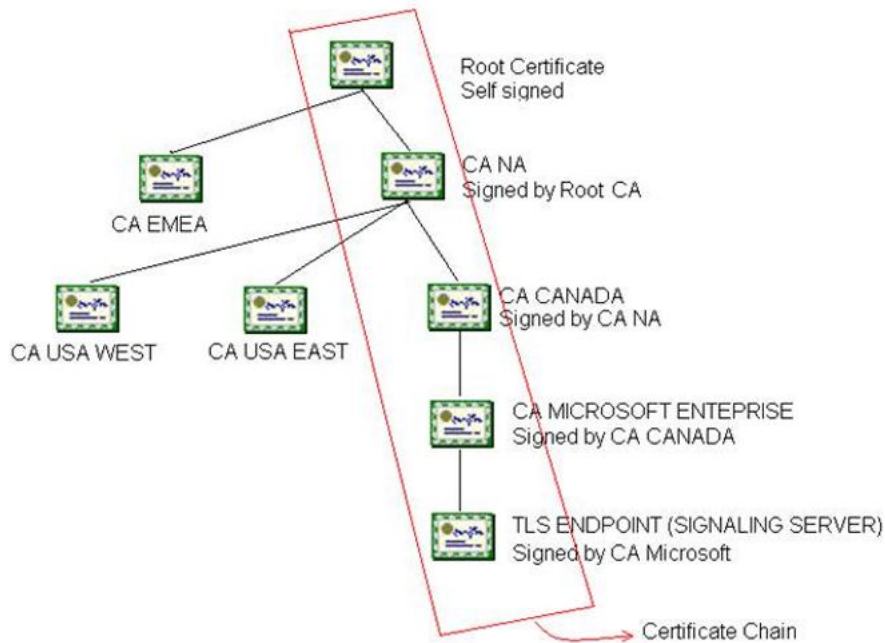 Root Certificate
Self signed
CA EMEA
CA NA
Signed by Root CA
CA USA WEST
CA USA EAST
CA CANADA
Signed by CA NA
CA MICROSOFT ENTEPRISE
Signed by CA CANADA
TLS ENDPOINT (SIGNALING SERVER)
Signed by CA Microsoft
Certificate Chain